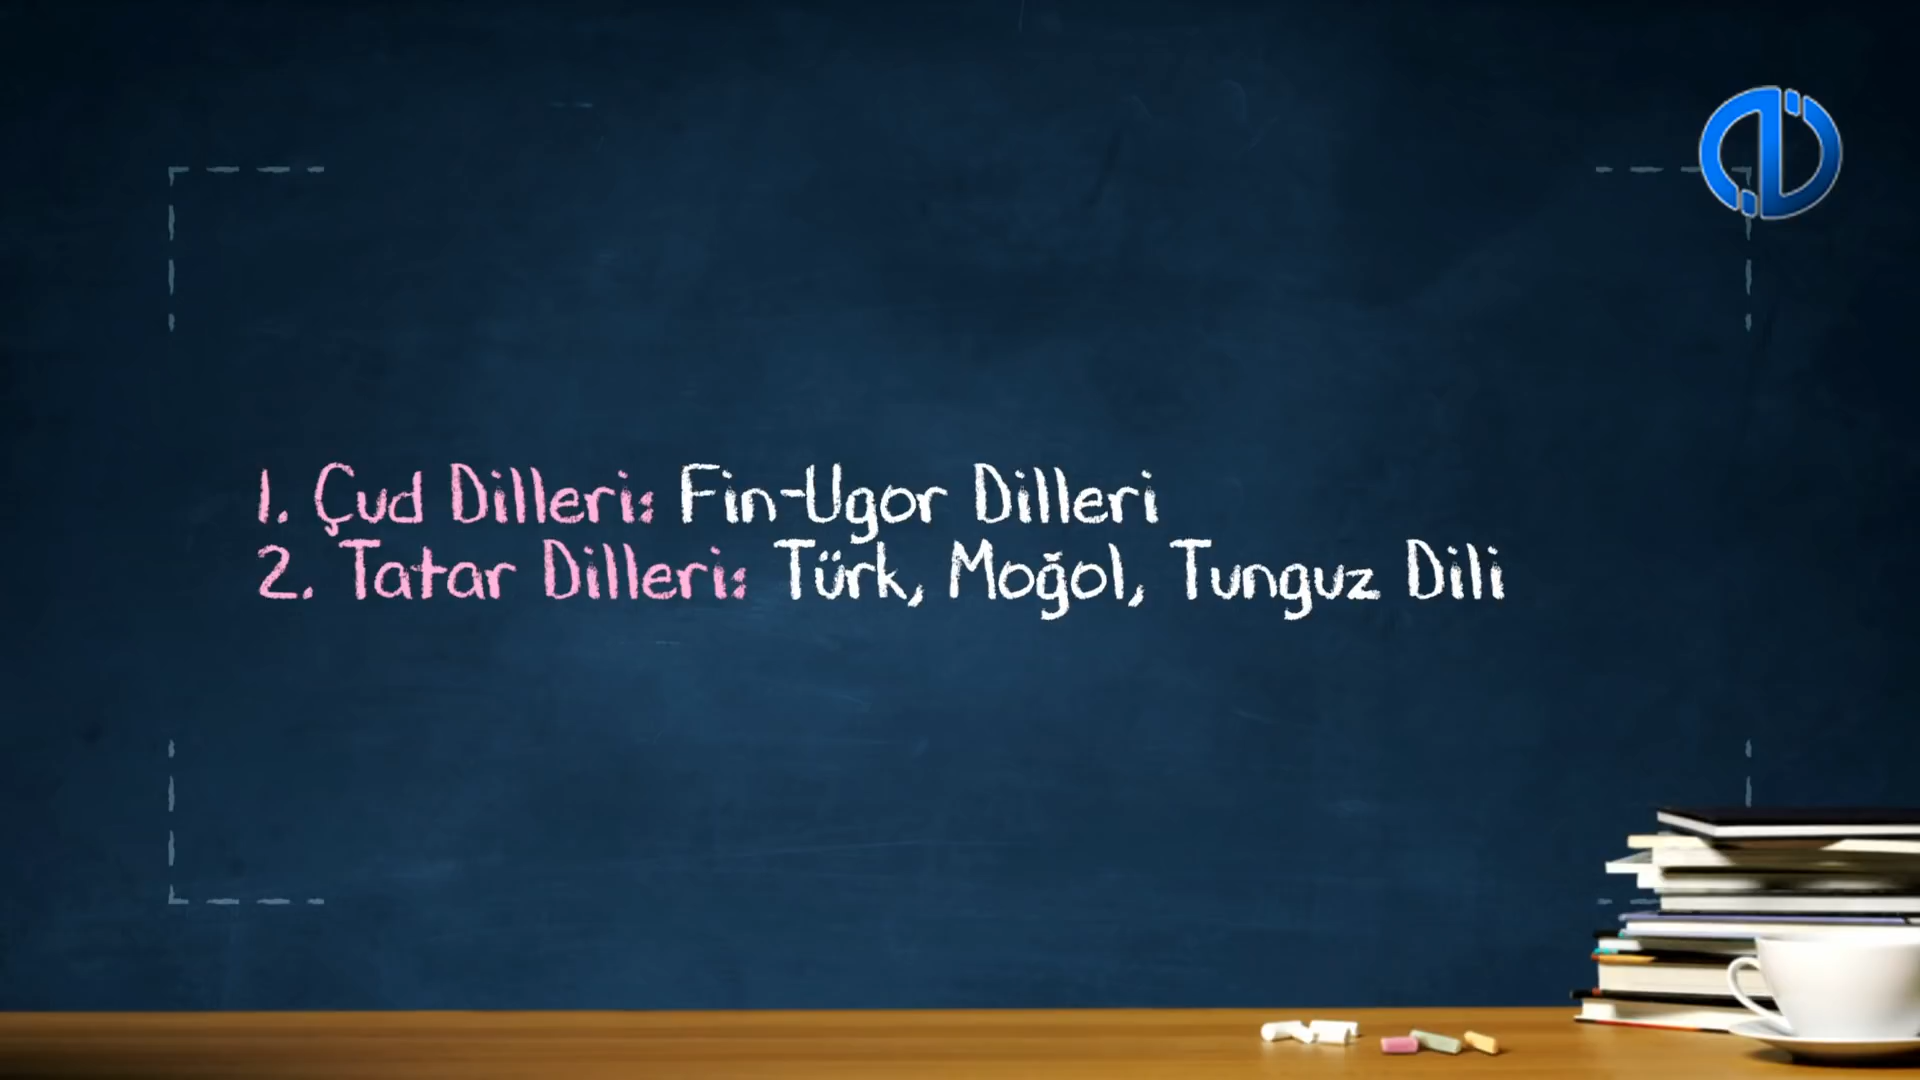 1. Çud Dilleri: Fin-Ugor Dilleri
2. Tatar Dilleri: Türk, Moğol, Tunguz Dili